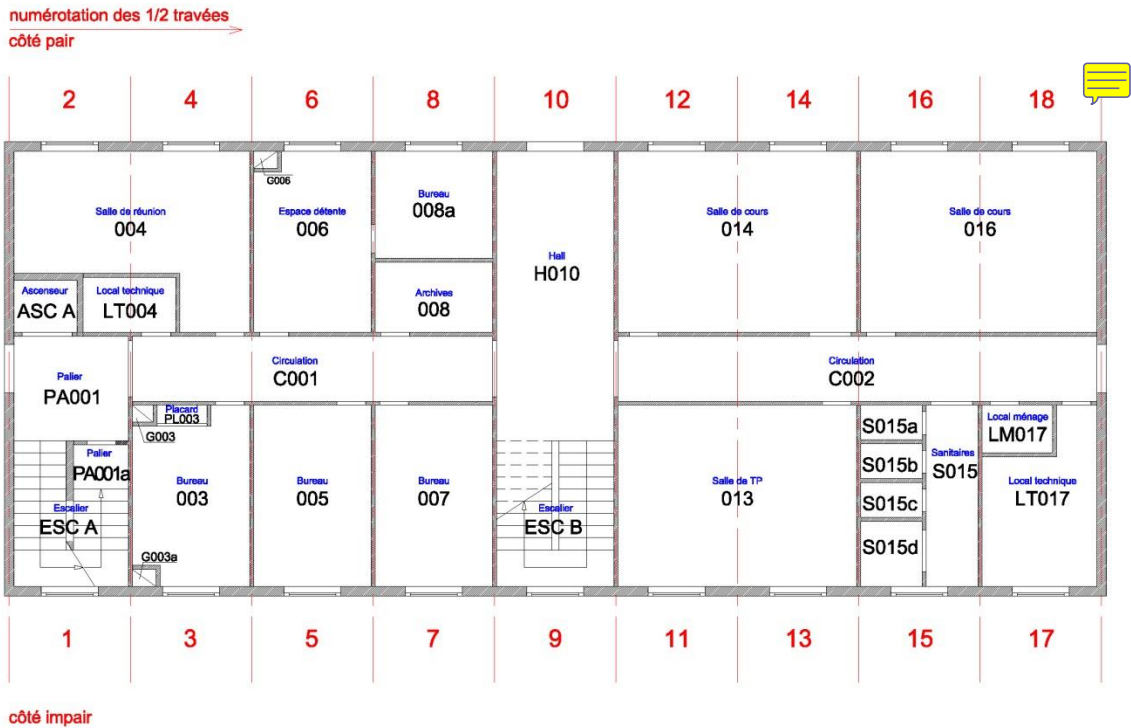 numérotation des 1/2 travées
côté pair
2 4 6 8 10 12 14 16 18
G006
Salle de réunion
004
Espace détente
006
Bureau
008a
Hall
H010
Salle de cours
014
Salle de cours
016
Ascenseur
ASC A
Local technique
LT004
Archives
008
Palier
PA001
Circulation
C001
Circulation
C002
Placard
PL003
G003
Palier
PA001a
Escalier
ESC A
Bureau
003
G003a
Bureau
005
Bureau
007
Escalier
ESC B
Salle de TP
013
S015a
S015b
S015c
S015d
Sanitaires
S015
Local ménage
LM017
Local technique
LT017
1 3 5 7 9 11 13 15 17
côté impair